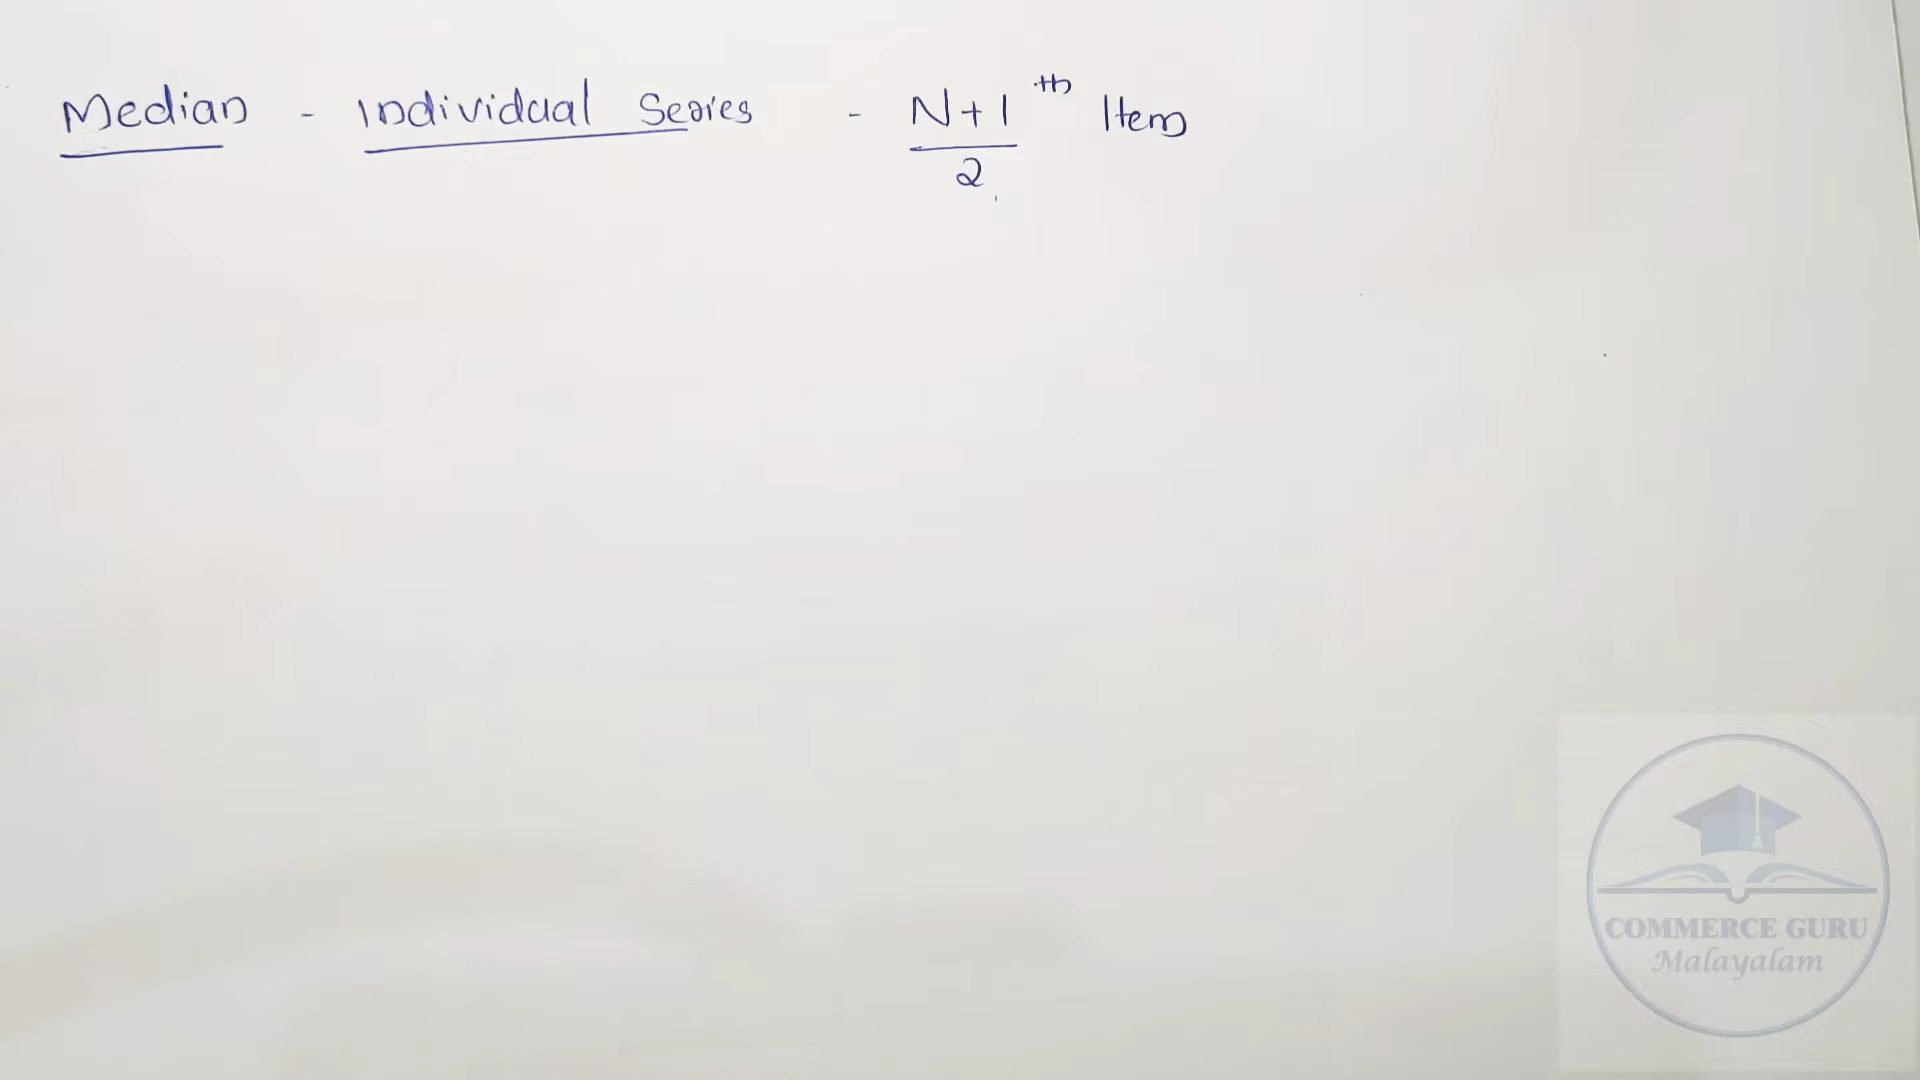 Median - Individual Series - N+1/2 th Item
COMMERCE GURU
Malayalam